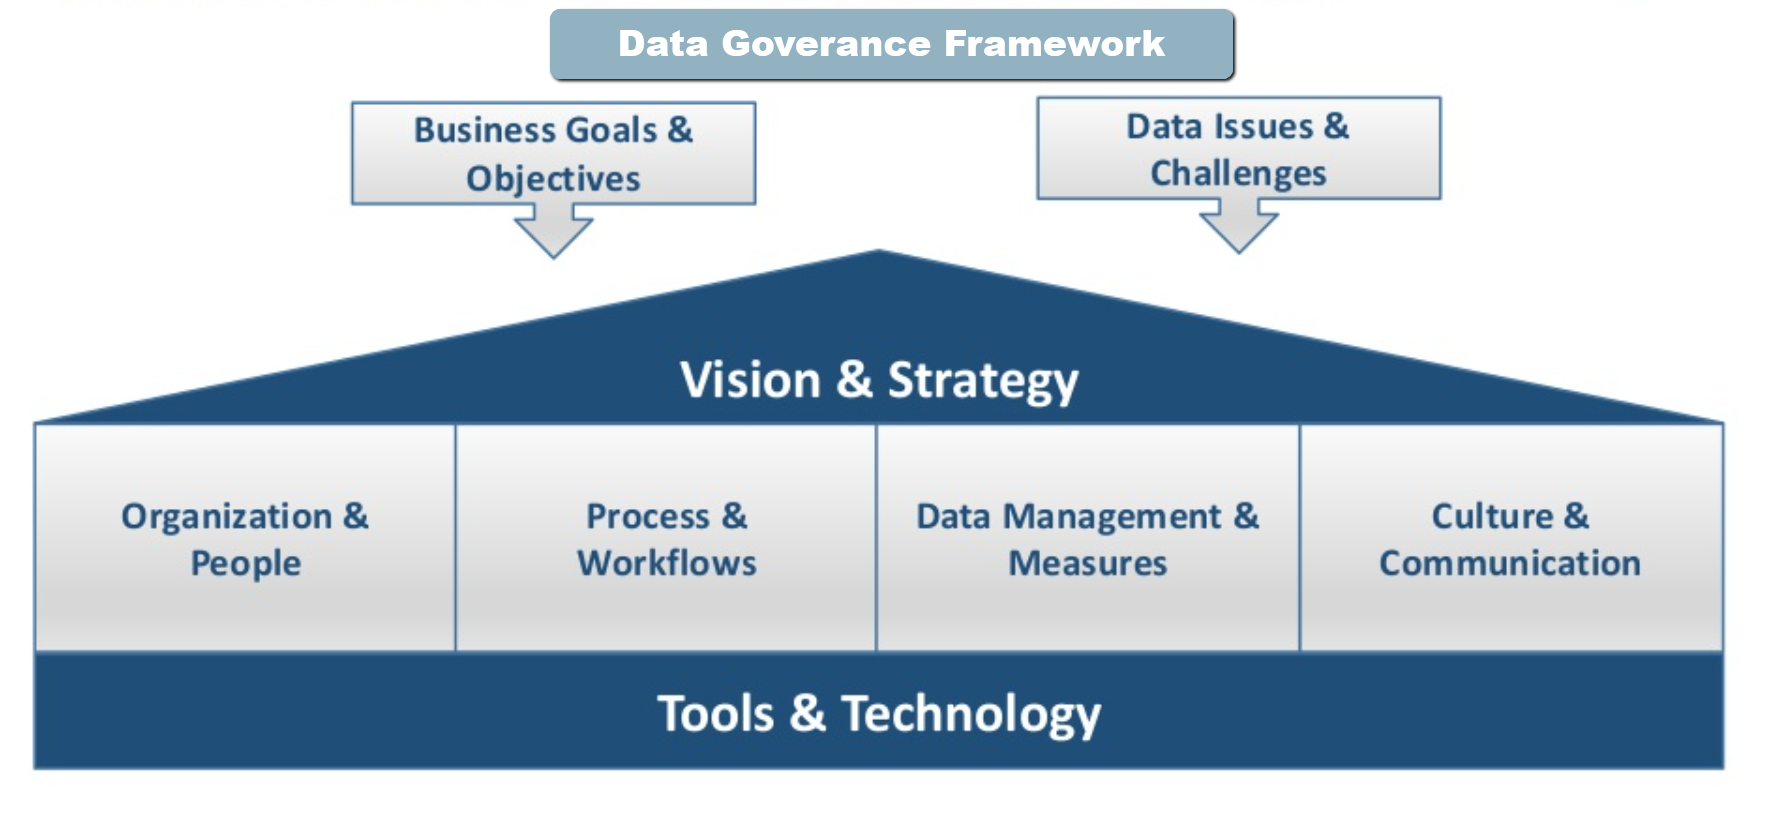 Data Goverance Framework
Business Goals &
Objectives
Data Issues &
Challenges
Vision & Strategy
Organization &
People
Process &
Workflows
Data Management &
Measures
Culture &
Communication
Tools & Technology